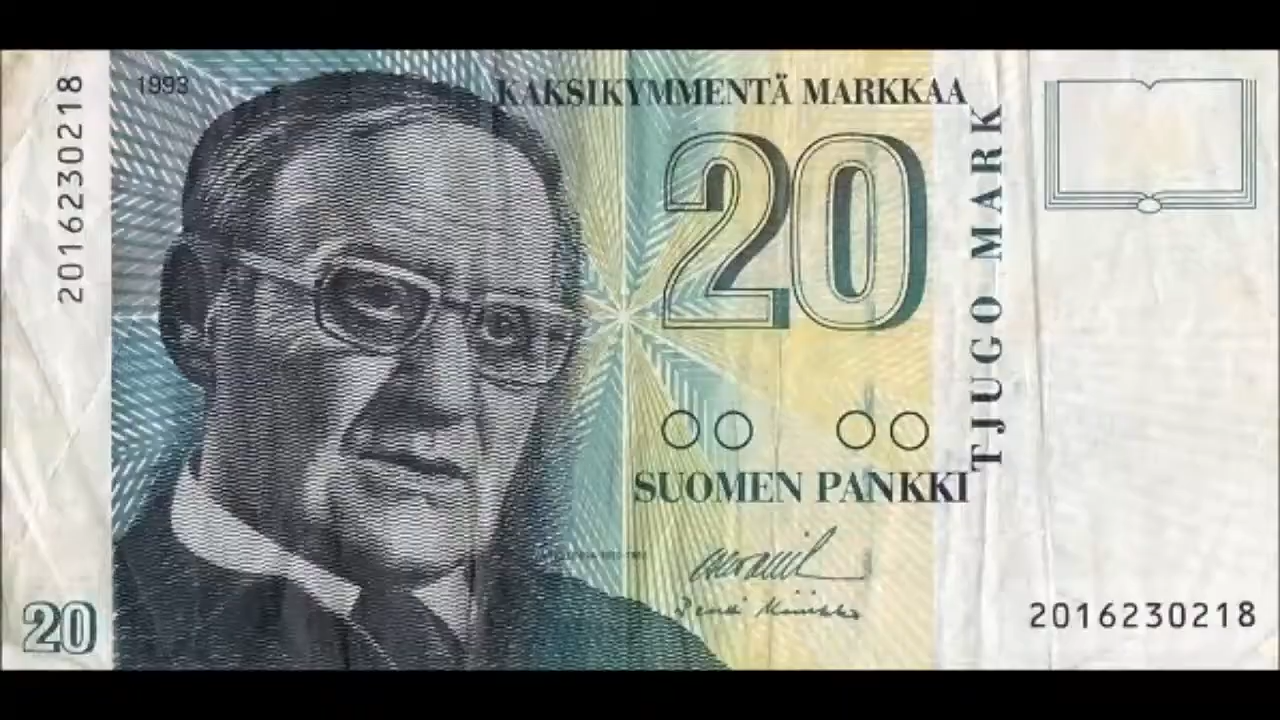 2016230218
1993
KAKSIKYMMENTÄ MARKKAA
20
TJUGO MARK
SUOMEN PANKKI
20
2016230218